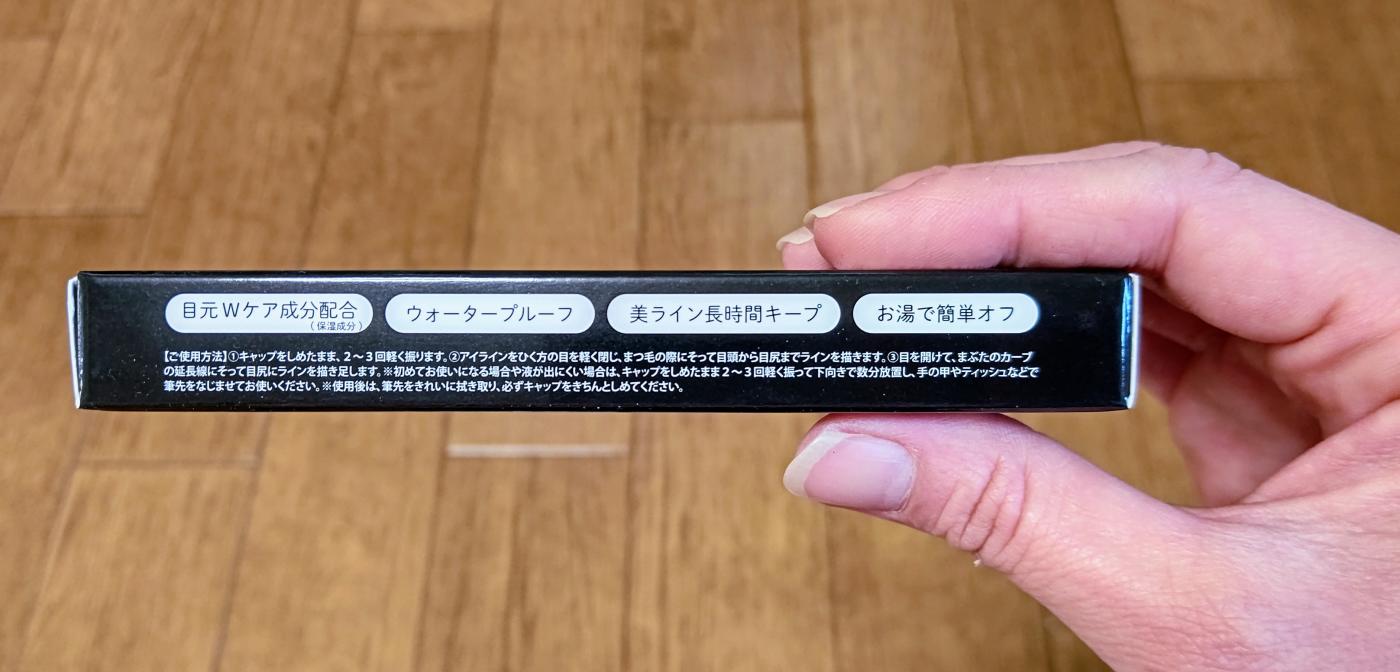 目元Wケア成分配合
(保湿成分)
ウォータープルーフ
美ライン長時間キープ
お湯で簡単オフ
【ご使用方法】①キャップをしめたまま、2～3回軽く振ります。②アイラインをひく方の目を軽く閉じ、まつ毛の際にそって目頭から目尻までラインを描きます。③目を開けて、まぶたのカーブ
の延長線にそって目尻にラインを描き足します。※初めてお使いになる場合や液が出にくい場合は、キャップをしめたまま2～3回軽く振って下向きで数分放置し、手の甲やティッシュなどで
筆先をなじませてお使いください。※使用後は、筆先をきれいに拭き取り、必ずキャップをきちんとしめてください。